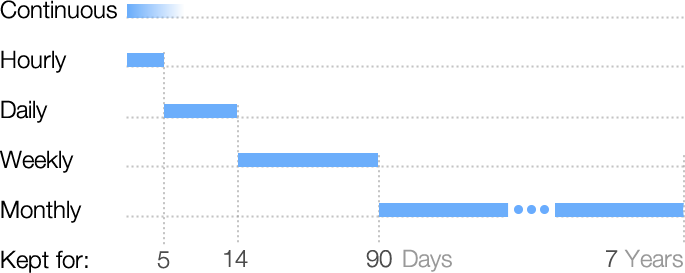 Continuous
Hourly
Daily
Weekly
Monthly
Kept for: 5 14 90 Days 7 Years